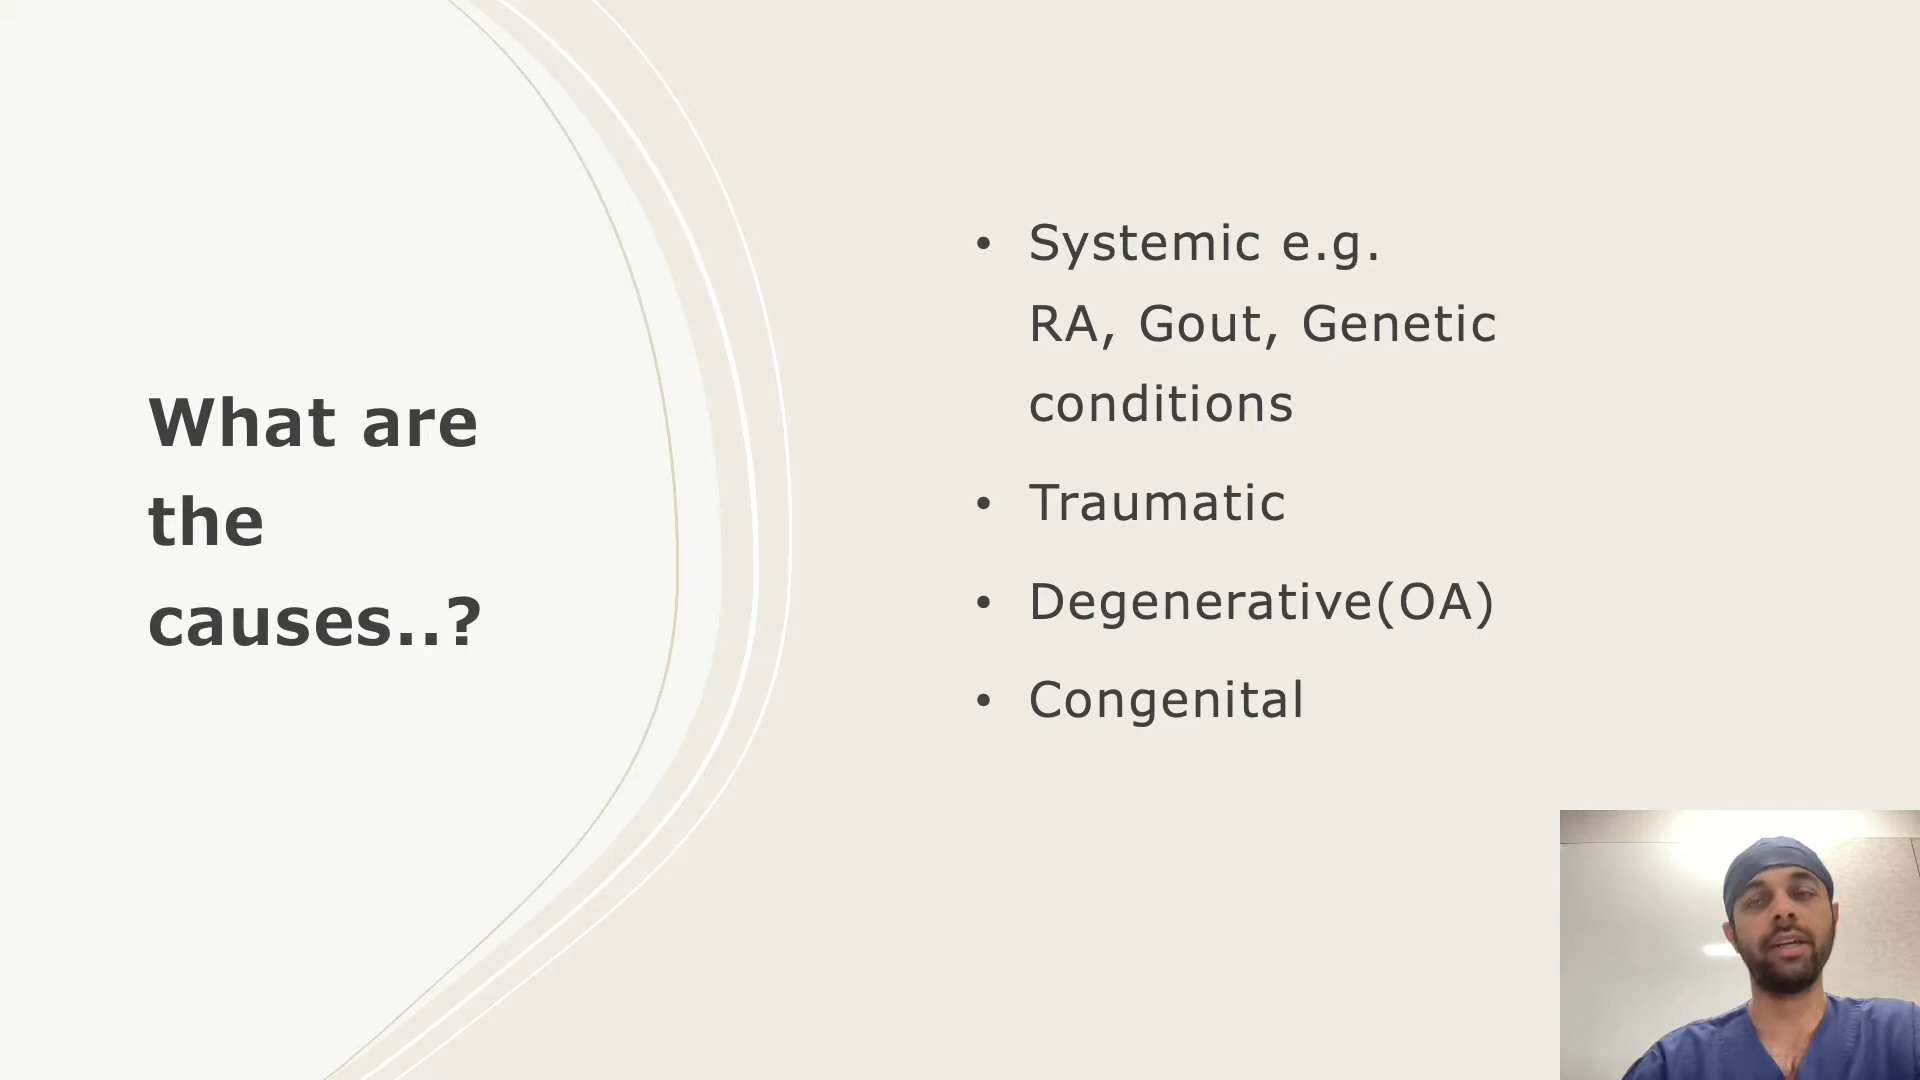 What are
the
causes..?
• Systemic e.g.
RA, Gout, Genetic
conditions
• Traumatic
• Degenerative(OA)
• Congenital